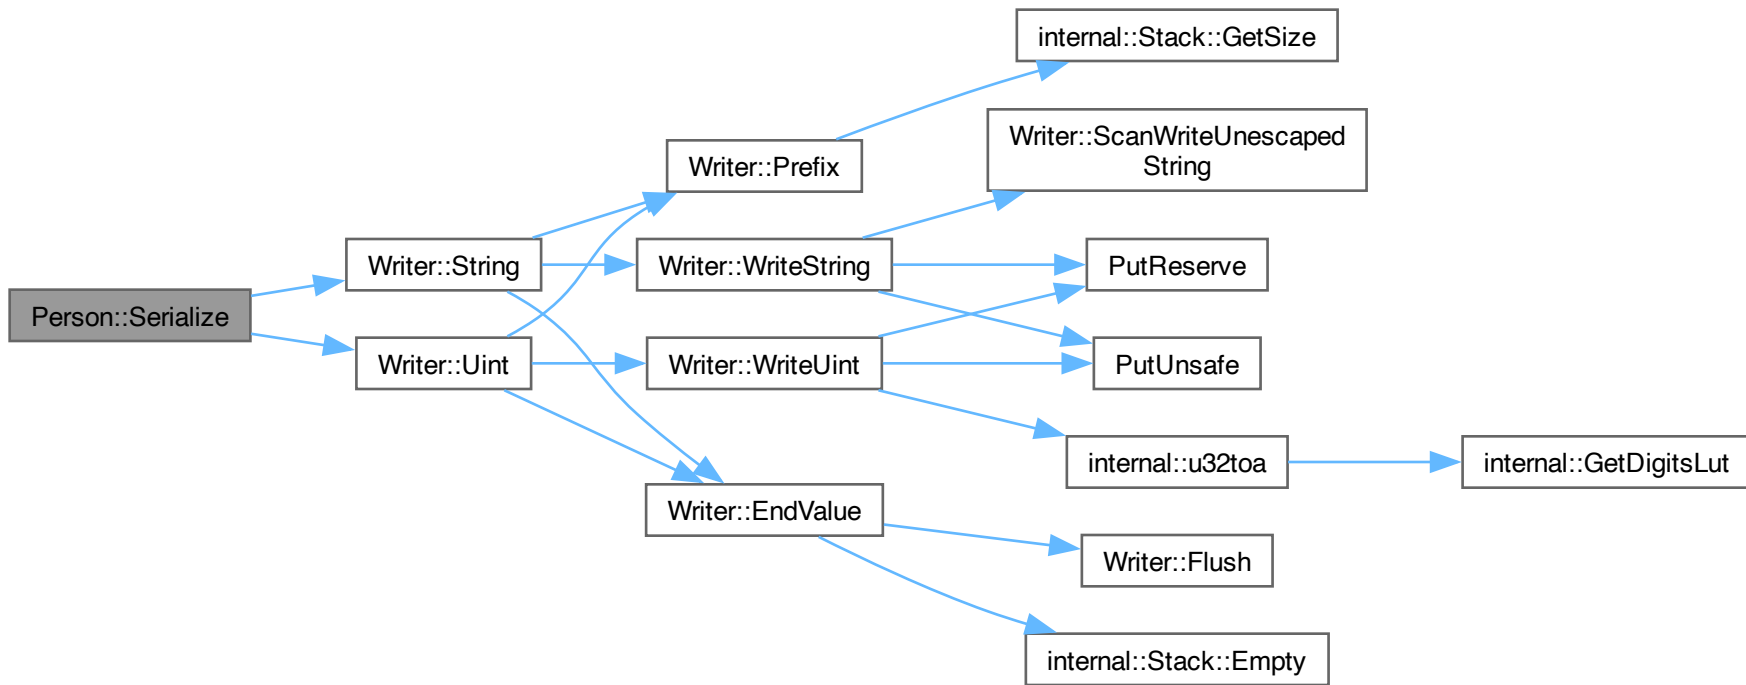 internal::Stack::GetSize
Writer::ScanWriteUnescaped
String
Writer::Prefix
Writer::String
Writer::WriteString
PutReserve
Person::Serialize
Writer::Uint
Writer::WriteUint
PutUnsafe
internal::u32toa
internal::GetDigitsLut
Writer::EndValue
Writer::Flush
internal::Stack::Empty